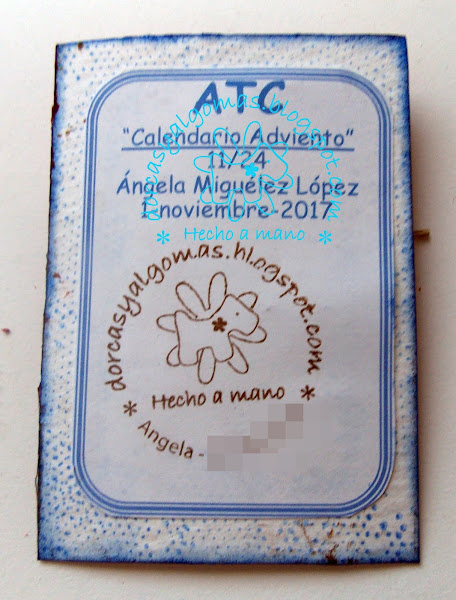 ATC
"Calendario Adviento"
11/24
Ángela Miguélez López
1-noviembre-2017
dorcasyalgomas.blogspot.com
* Hecho a mano *
dorcasyalgomas.blogspot.com
* Hecho a mano *
Angela -